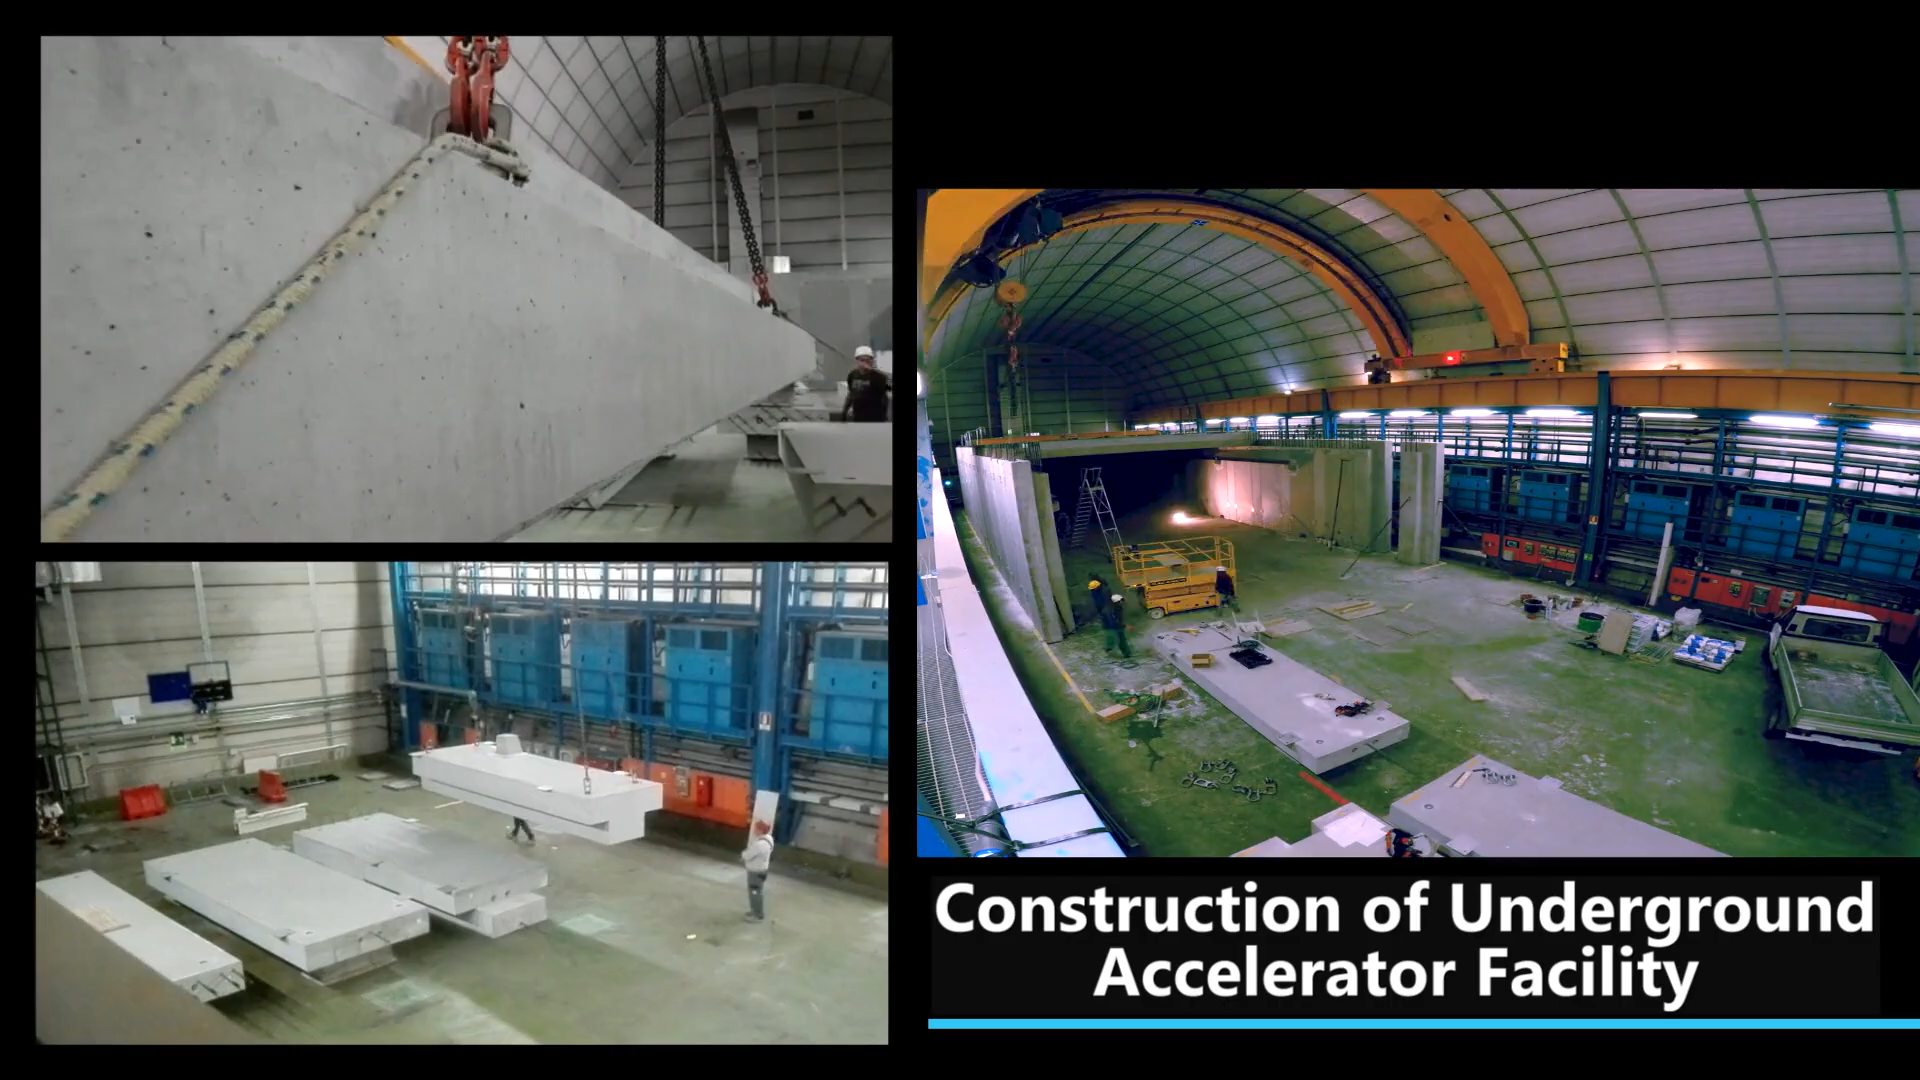 Construction of Underground
Accelerator Facility